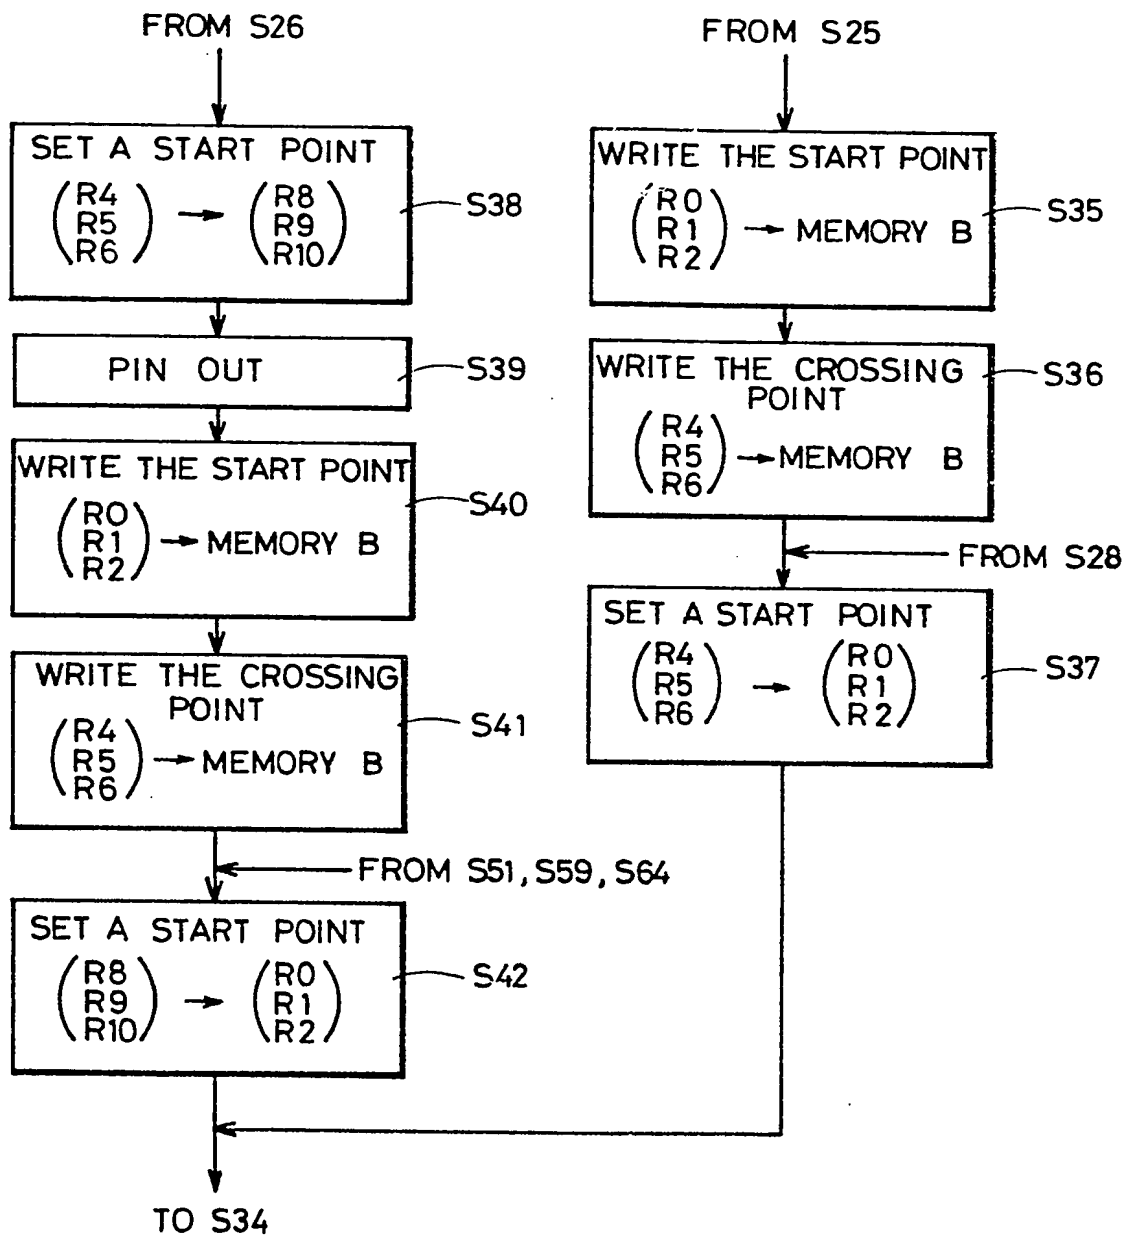 FROM S26
SET A START POINT
R4
R5
R6
→
R8
R9
R10
S38
PIN OUT
S39
WRITE THE START POINT
R0
R1
R2
→ MEMORY B
S40
WRITE THE CROSSING
POINT
R4
R5
R6
→ MEMORY B
S41
FROM S51, S59, S64
SET A START POINT
R8
R9
R10
→
R0
R1
R2
S42
TO S34
FROM S25
WRITE THE START POINT
R0
R1
R2
→ MEMORY B
S35
WRITE THE CROSSING
POINT
R4
R5
R6
→ MEMORY B
S36
FROM S28
SET A START POINT
R4
R5
R6
→
R0
R1
R2
S37